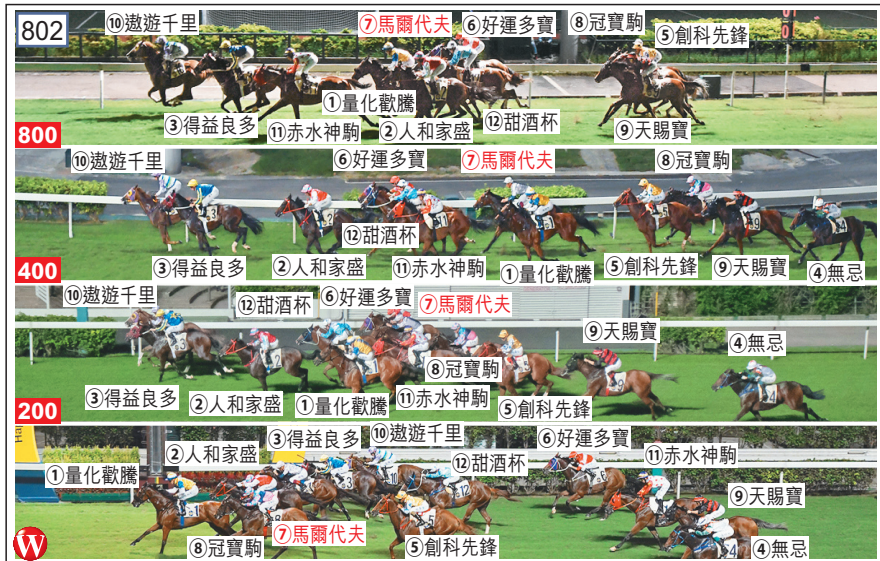 802
⑩遨遊千里 ⑦馬爾代夫 ⑥好運多寶 ⑧冠寶駒 ⑤創科先鋒
①量化歡騰
③得益良多 ⑪赤水神駒 ②人和家盛 ⑫甜酒杯 ⑨天賜寶
800
⑩遨遊千里 ⑥好運多寶 ⑦馬爾代夫 ⑧冠寶駒
⑫甜酒杯
③得益良多 ②人和家盛 ⑪赤水神駒 ①量化歡騰 ⑤創科先鋒 ⑨天賜寶 ④無忌
400
⑩遨遊千里 ⑫甜酒杯 ⑥好運多寶 ⑦馬爾代夫 ⑨天賜寶 ④無忌
⑧冠寶駒
③得益良多 ②人和家盛 ①量化歡騰 ⑪赤水神駒 ⑤創科先鋒
200
①量化歡騰 ②人和家盛 ③得益良多 ⑩遨遊千里 ⑫甜酒杯 ⑥好運多寶 ⑪赤水神駒 ⑨天賜寶
⑧冠寶駒 ⑦馬爾代夫 ⑤創科先鋒 ④無忌
W